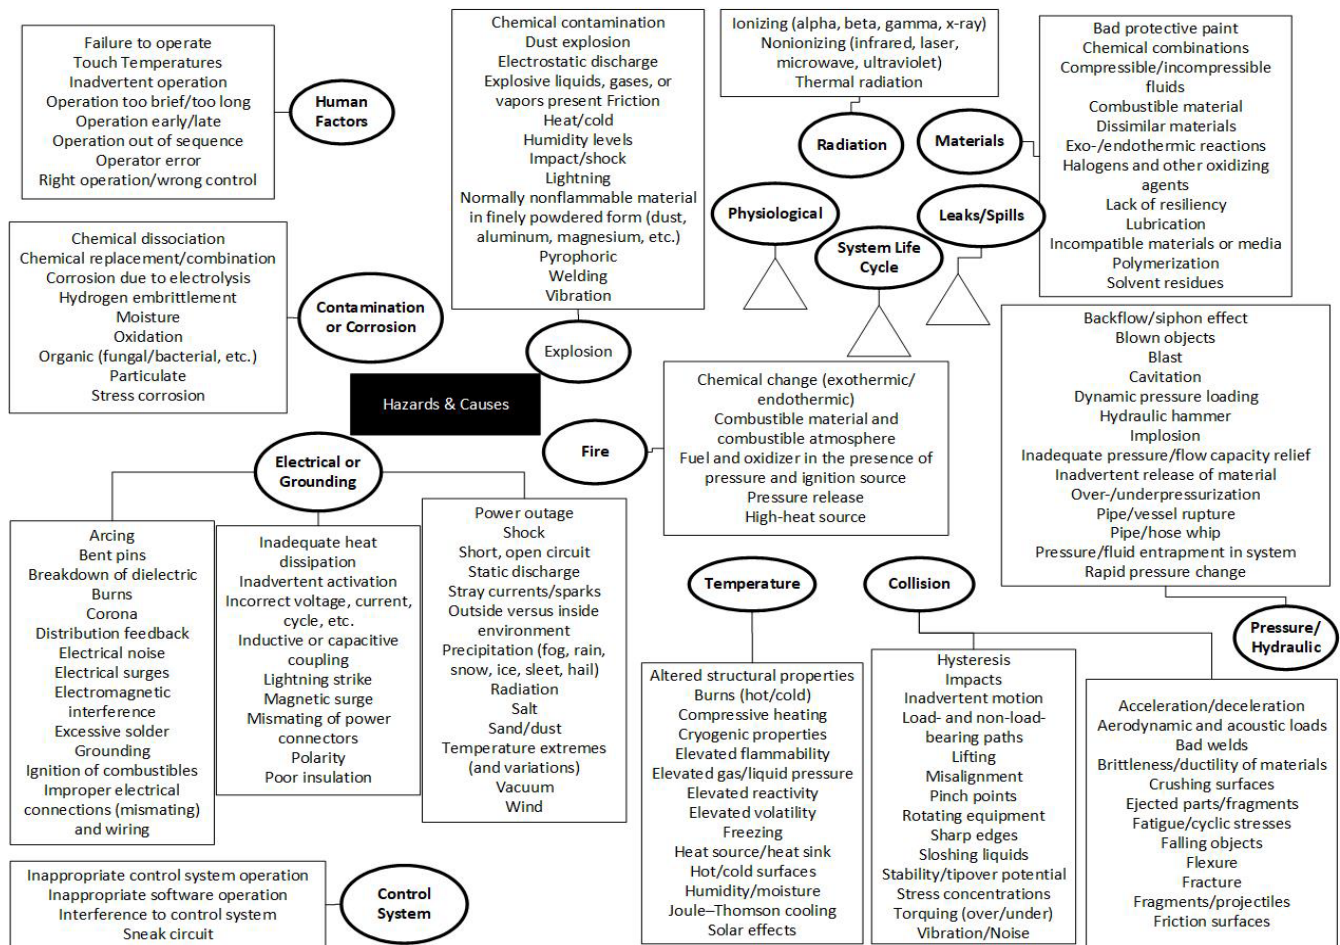 Failure to operate
Touch Temperatures
Inadvertent operation
Operation too brief/too long
Operation early/late
Operation out of sequence
Operator error
Right operation/wrong control
Human
Factors
Chemical contamination
Dust explosion
Electrostatic discharge
Explosive liquids, gases, or
vapors present Friction
Heat/cold
Humidity levels
Impact/shock
Lightning
Normally nonflammable material
in finely powdered form (dust,
aluminum, magnesium, etc.)
Pyrophoric
Welding
Vibration
Explosion
Ionizing (alpha, beta, gamma, x-ray)
Nonionizing (infrared, laser,
microwave, ultraviolet)
Thermal radiation
Radiation
Materials
Bad protective paint
Chemical combinations
Compressible/incompressible
fluids
Combustible material
Dissimilar materials
Exo-/endothermic reactions
Halogens and other oxidizing
agents
Lack of resiliency
Lubrication
Incompatible materials or media
Polymerization
Solvent residues
Physiological
System Life
Cycle
Leaks/Spills
Chemical dissociation
Chemical replacement/combination
Corrosion due to electrolysis
Hydrogen embrittlement
Moisture
Oxidation
Organic (fungal/bacterial, etc.)
Particulate
Stress corrosion
Contamination
or Corrosion
Hazards & Causes
Fire
Chemical change (exothermic/
endothermic)
Combustible material and
combustible atmosphere
Fuel and oxidizer in the presence of
pressure and ignition source
Pressure release
High-heat source
Backflow/siphon effect
Blown objects
Blast
Cavitation
Dynamic pressure loading
Hydraulic hammer
Implosion
Inadequate pressure/flow capacity relief
Inadvertent release of material
Over-/underpressurization
Pipe/vessel rupture
Pipe/hose whip
Pressure/fluid entrapment in system
Rapid pressure change
Pressure/
Hydraulic
Electrical or
Grounding
Arcing
Bent pins
Breakdown of dielectric
Burns
Corona
Distribution feedback
Electrical noise
Electrical surges
Electromagnetic
interference
Excessive solder
Grounding
Ignition of combustibles
Improper electrical
connections (mismating)
and wiring
Inadequate heat
dissipation
Inadvertent activation
Incorrect voltage, current,
cycle, etc.
Inductive or capacitive
coupling
Lightning strike
Magnetic surge
Mismating of power
connectors
Polarity
Poor insulation
Power outage
Shock
Short, open circuit
Static discharge
Stray currents/sparks
Outside versus inside
environment
Precipitation (fog, rain,
snow, ice, sleet, hail)
Radiation
Salt
Sand/dust
Temperature extremes
(and variations)
Vacuum
Wind
Temperature
Altered structural properties
Burns (hot/cold)
Compressive heating
Cryogenic properties
Elevated flammability
Elevated gas/liquid pressure
Elevated reactivity
Elevated volatility
Freezing
Heat source/heat sink
Hot/cold surfaces
Humidity/moisture
Joule–Thomson cooling
Solar effects
Collision
Hysteresis
Impacts
Inadvertent motion
Load- and non-load-
bearing paths
Lifting
Misalignment
Pinch points
Rotating equipment
Sharp edges
Sloshing liquids
Stability/tipover potential
Stress concentrations
Torquing (over/under)
Vibration/Noise
Acceleration/deceleration
Aerodynamic and acoustic loads
Bad welds
Brittleness/ductility of materials
Crushing surfaces
Ejected parts/fragments
Fatigue/cyclic stresses
Falling objects
Flexure
Fracture
Fragments/projectiles
Friction surfaces
Inappropriate control system operation
Inappropriate software operation
Interference to control system
Sneak circuit
Control
System